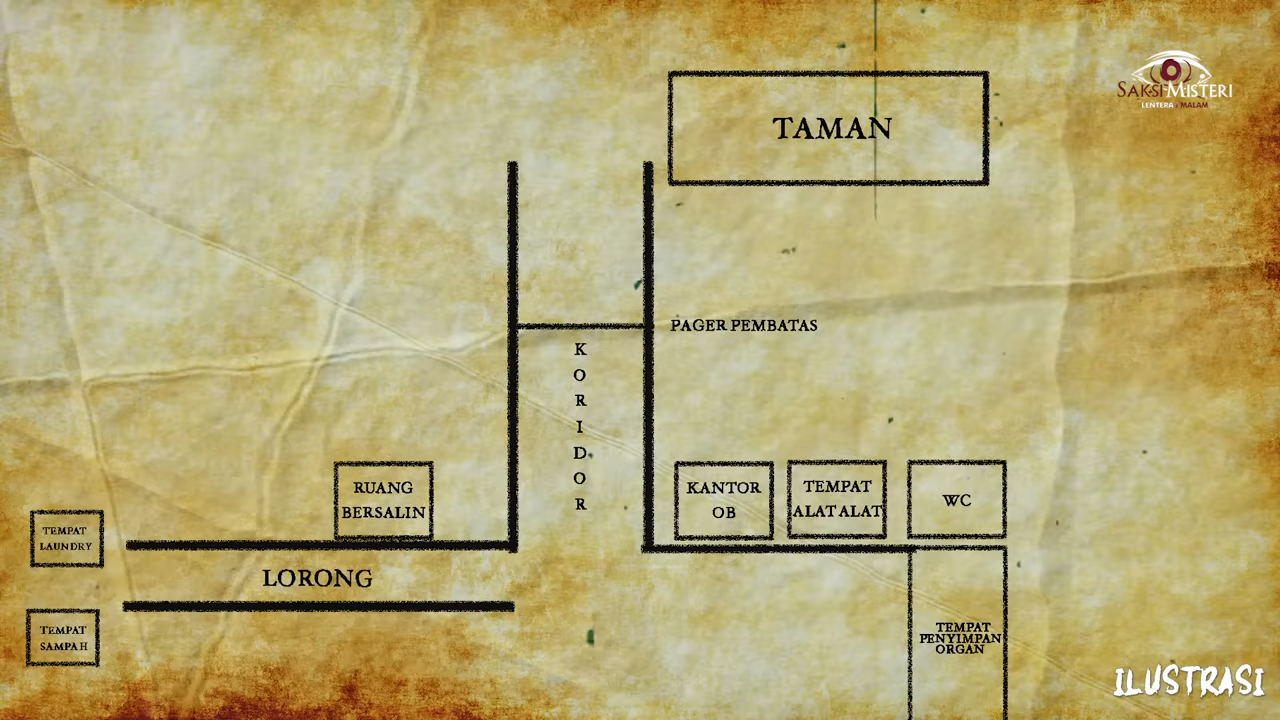 TAMAN
SAKSI MISTERI
LENTERA MALAM
PAGER PEMBATAS
K
O
R
I
D
O
R
RUANG
BERSALIN
KANTOR
OB
TEMPAT
ALAT ALAT
WC
TEMPAT
LAUNDRY
LORONG
TEMPAT
SAMPAH
TEMPAT
PENYIMPAN
ORGAN
ILUSTRASI